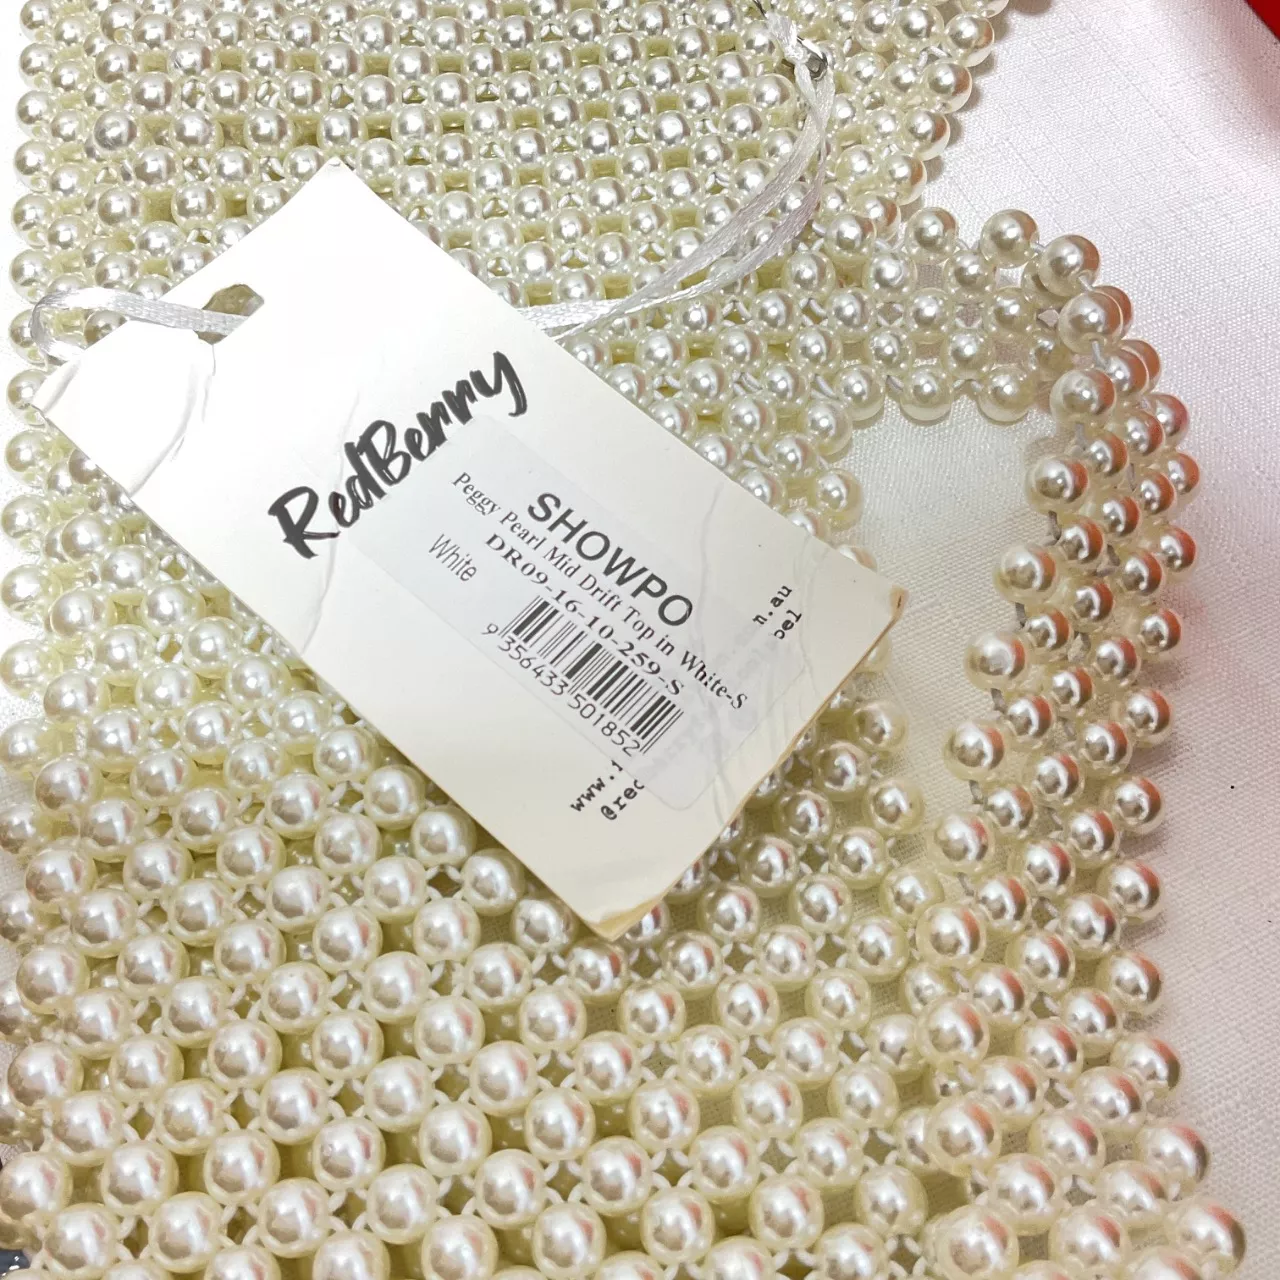 RedBerry
SHOWPO
Peggy Pearl Mid Drift Top in White-S
DR09-16-10-259-S
White
9 356433 501852
www.
n.au
@red
bel